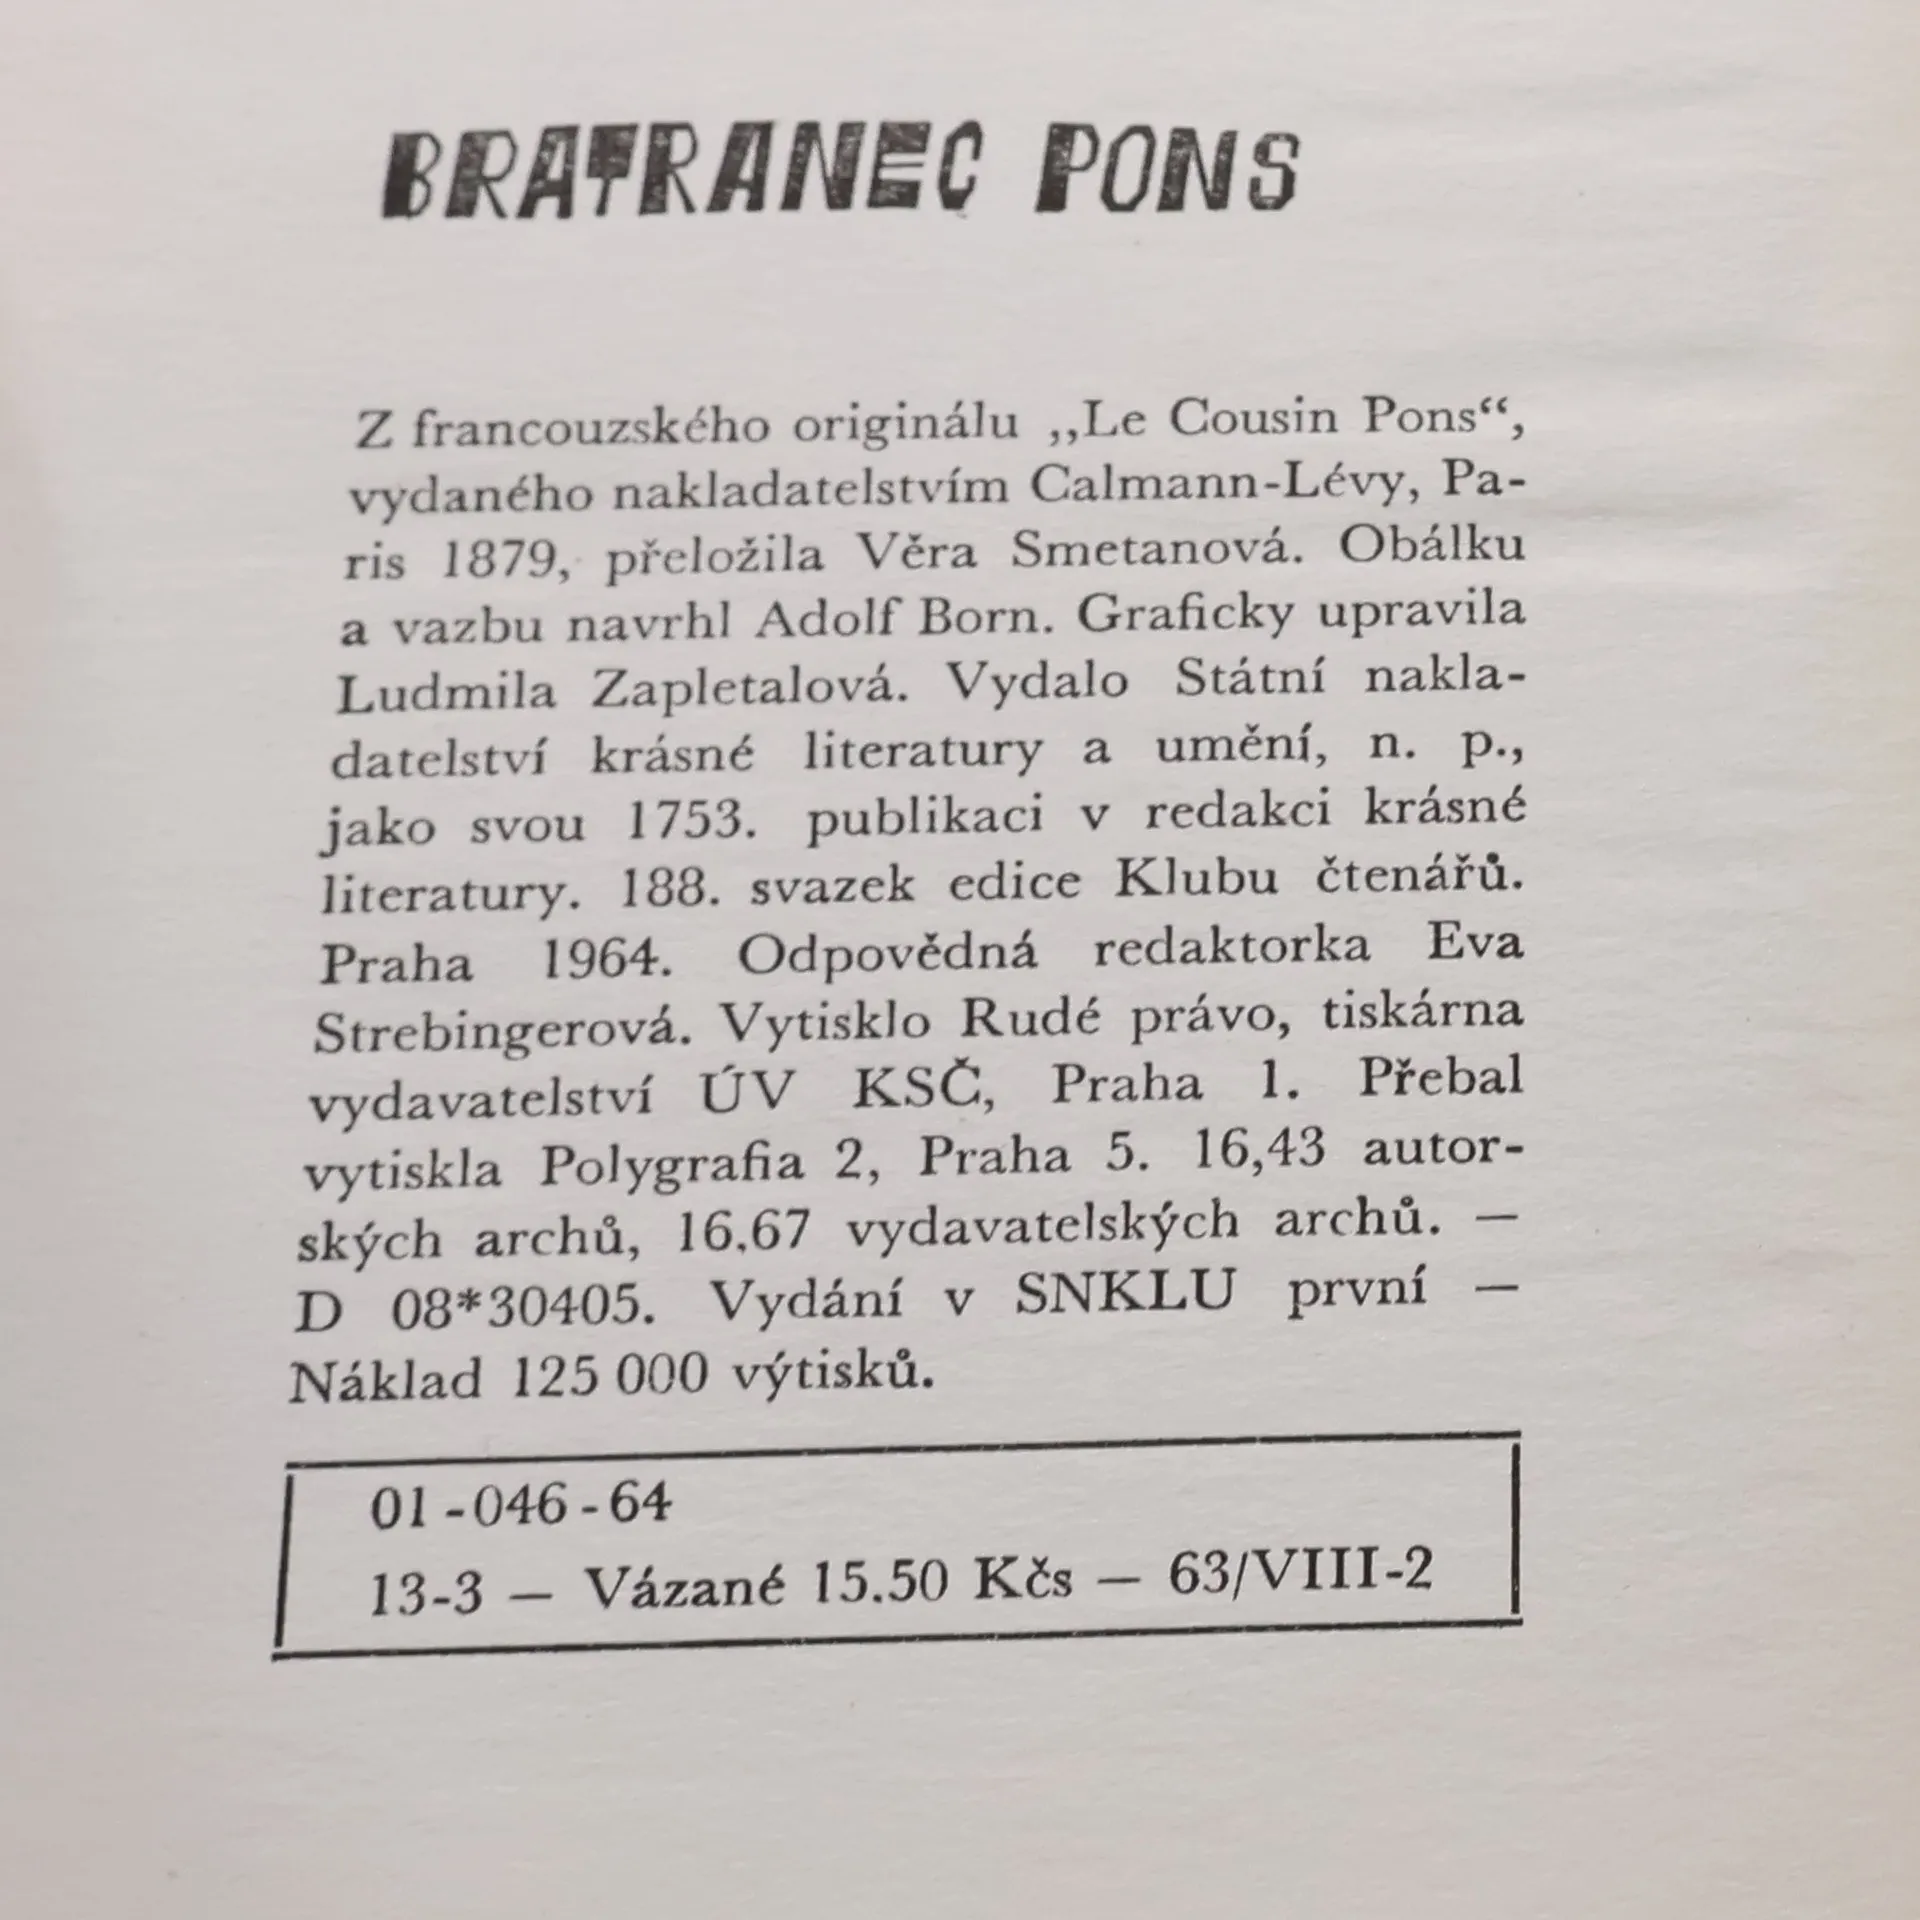 BRATRANEC PONS
Z francouzského originálu „Le Cousin Pons“,
vydaného nakladatelstvím Calmann-Lévy, Pa-
ris 1879, přeložila Věra Smetanová. Obálku
a vazbu navrhl Adolf Born. Graficky upravila
Ludmila Zapletalová. Vydalo Státní nakla-
datelství krásné literatury a umění, n. p.,
jako svou 1753. publikaci v redakci krásné
literatury. 188. svazek edice Klubu čtenářů.
Praha 1964. Odpovědná redaktorka Eva
Strebingerová. Vytisklo Rudé právo, tiskárna
vydavatelství ÚV KSČ, Praha 1. Přebal
vytiskla Polygrafia 2, Praha 5. 16,43 autor-
ských archů, 16.67 vydavatelských archů. —
D 08*30405. Vydání v SNKLU první —
Náklad 125 000 výtisků.
01-046-64
13-3 — Vázané 15.50 Kčs — 63/VIII-2